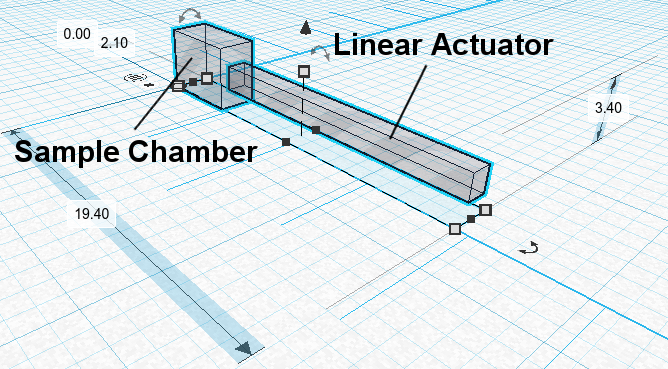 0.00
2.10
Linear Actuator
3.40
Sample Chamber
19.40